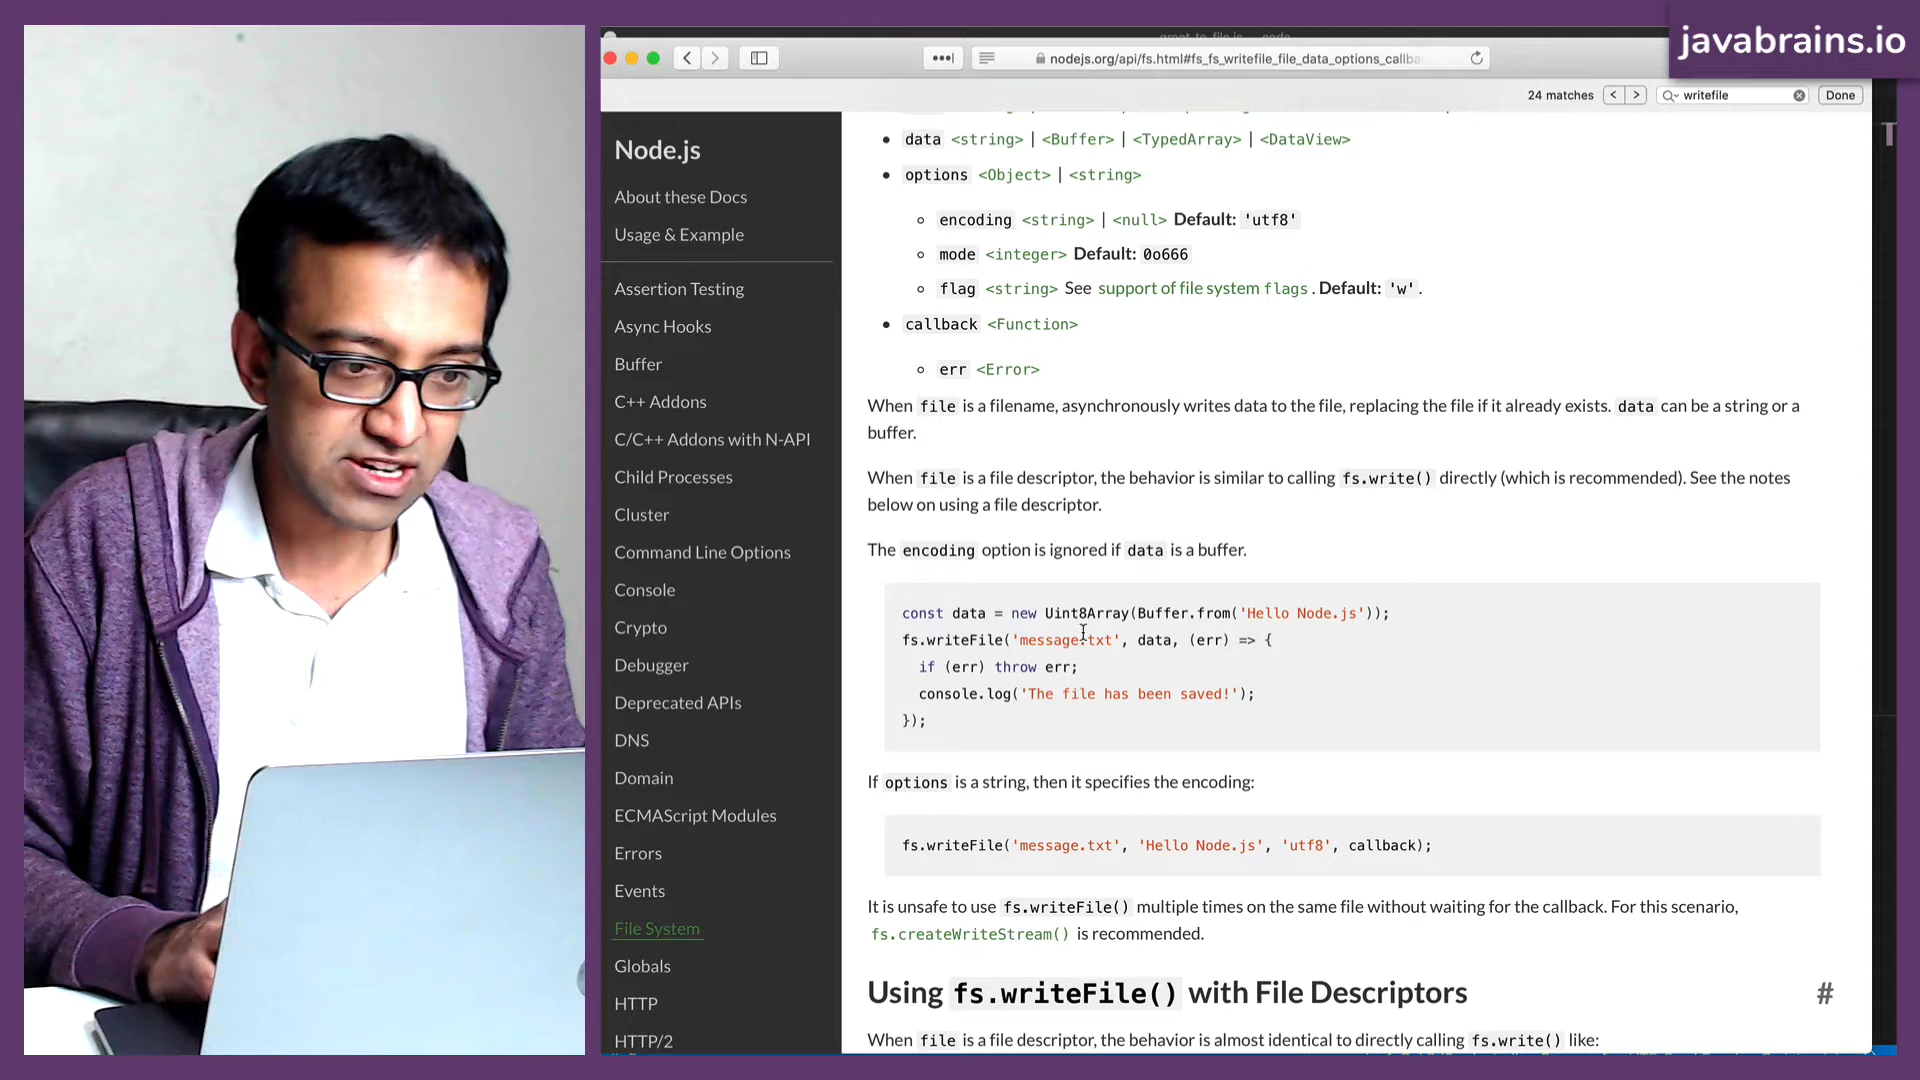 javabrains.io
nodejs.org/api/fs.html#fs_fs_writefile_file_data_options_callba
24 matches
writefile
Done
Node.js
About these Docs
Usage & Example
Assertion Testing
Async Hooks
Buffer
C++ Addons
C/C++ Addons with N-API
Child Processes
Cluster
Command Line Options
Console
Crypto
Debugger
Deprecated APIs
DNS
Domain
ECMAScript Modules
Errors
Events
File System
Globals
HTTP
HTTP/2
data <string> | <Buffer> | <TypedArray> | <DataView>
options <Object> | <string>
encoding <string> | <null> Default: 'utf8'
mode <integer> Default: 0o666
flag <string> See support of file system flags. Default: 'w'.
callback <Function>
err <Error>
When file is a filename, asynchronously writes data to the file, replacing the file if it already exists. data can be a string or a
buffer.
When file is a file descriptor, the behavior is similar to calling fs.write() directly (which is recommended). See the notes
below on using a file descriptor.
The encoding option is ignored if data is a buffer.
const data = new Uint8Array(Buffer.from('Hello Node.js'));
fs.writeFile('message.txt', data, (err) => {
if (err) throw err;
console.log('The file has been saved!');
});
If options is a string, then it specifies the encoding:
fs.writeFile('message.txt', 'Hello Node.js', 'utf8', callback);
It is unsafe to use fs.writeFile() multiple times on the same file without waiting for the callback. For this scenario,
fs.createWriteStream() is recommended.
Using fs.writeFile() with File Descriptors #
When file is a file descriptor, the behavior is almost identical to directly calling fs.write() like: